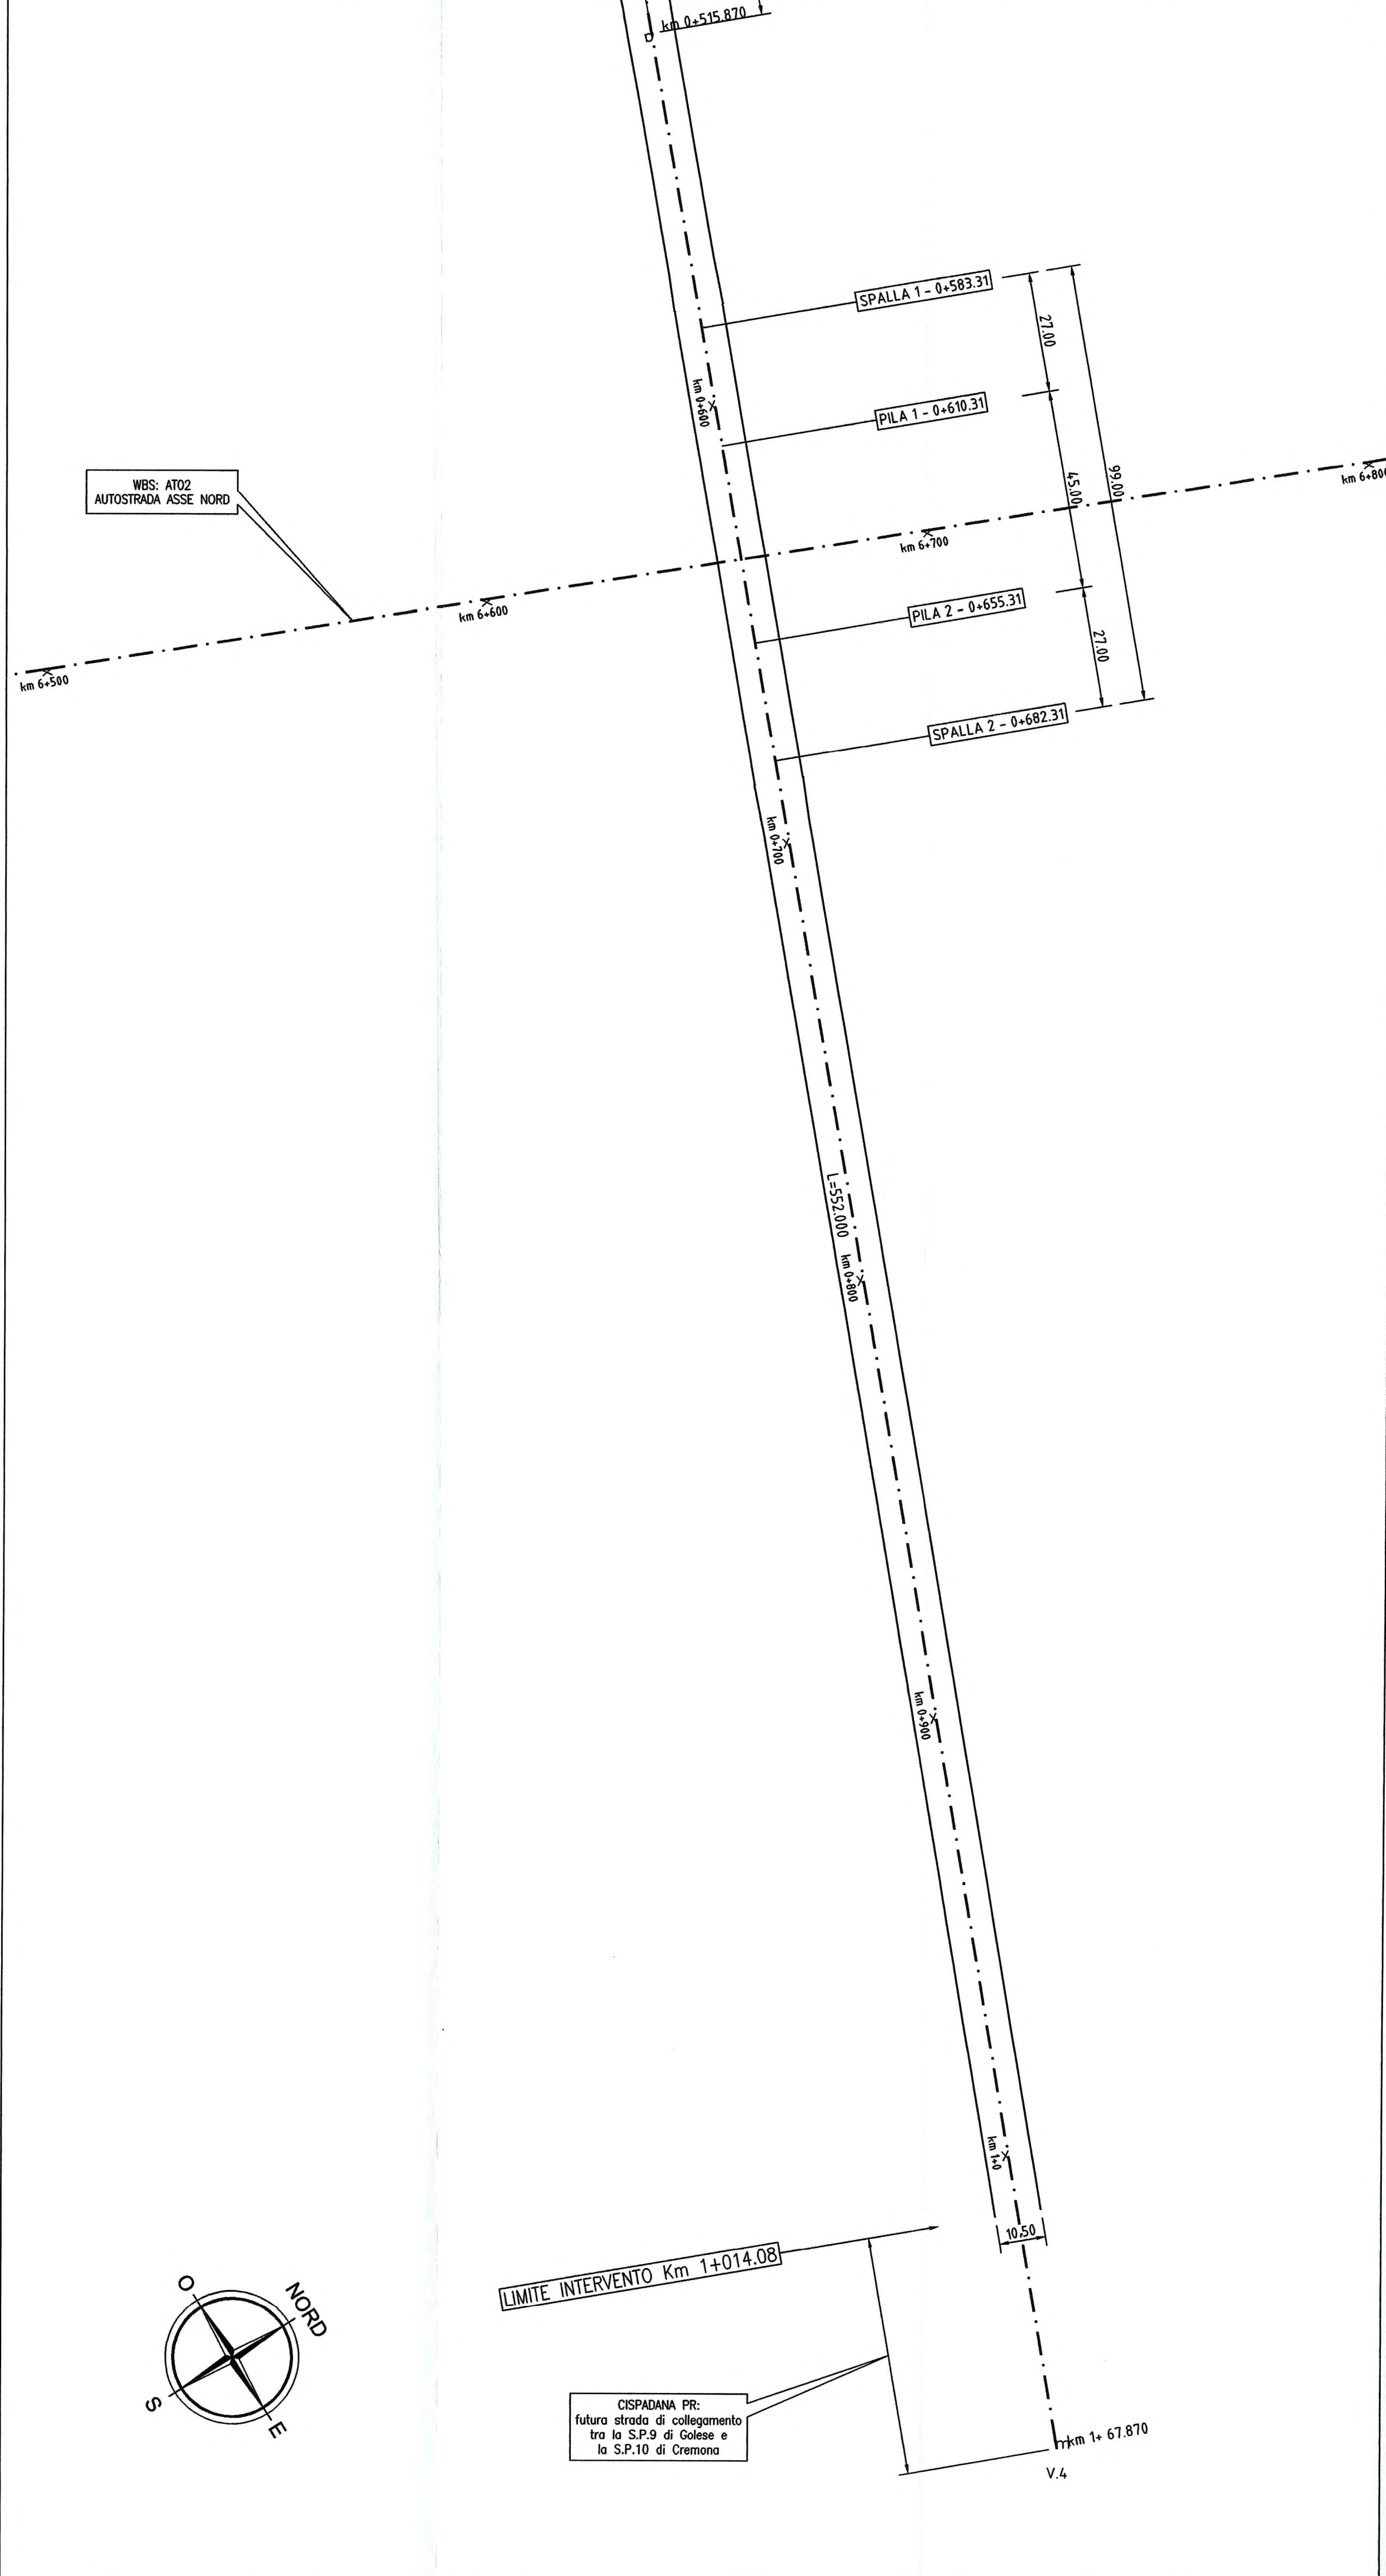 km 0+515.870
SPALLA 1 - 0+583.31
27.00
km 0+600
PILA 1 - 0+610.31
45.00
99.00
km 6+800
WBS: AT02
AUTOSTRADA ASSE NORD
km 6+700
km 6+600
PILA 2 - 0+655.31
27.00
km 6+500
SPALLA 2 - 0+682.31
km 0+700
L=552.000
km 0+800
km 0+900
km 1+0
10.50
LIMITE INTERVENTO Km 1+014.08
O
NORD
S
E
CISPADANA PR:
futura strada di collegamento
tra la S.P.9 di Golese e
la S.P.10 di Cremona
km 1+ 67.870
V.4